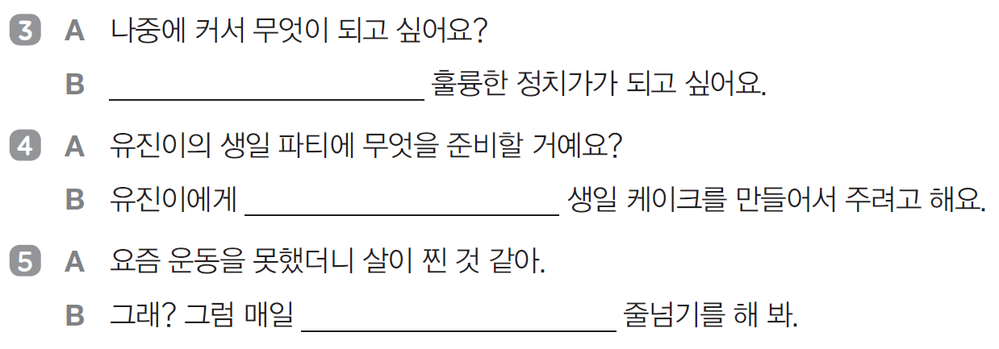 3 A 나중에 커서 무엇이 되고 싶어요?
B ____________________ 훌륭한 정치가가 되고 싶어요.
4 A 유진이의 생일 파티에 무엇을 준비할 거예요?
B 유진이에게 ____________________ 생일 케이크를 만들어서 주려고 해요.
5 A 요즘 운동을 못했더니 살이 찐 것 같아.
B 그래? 그럼 매일 ____________________ 줄넘기를 해 봐.